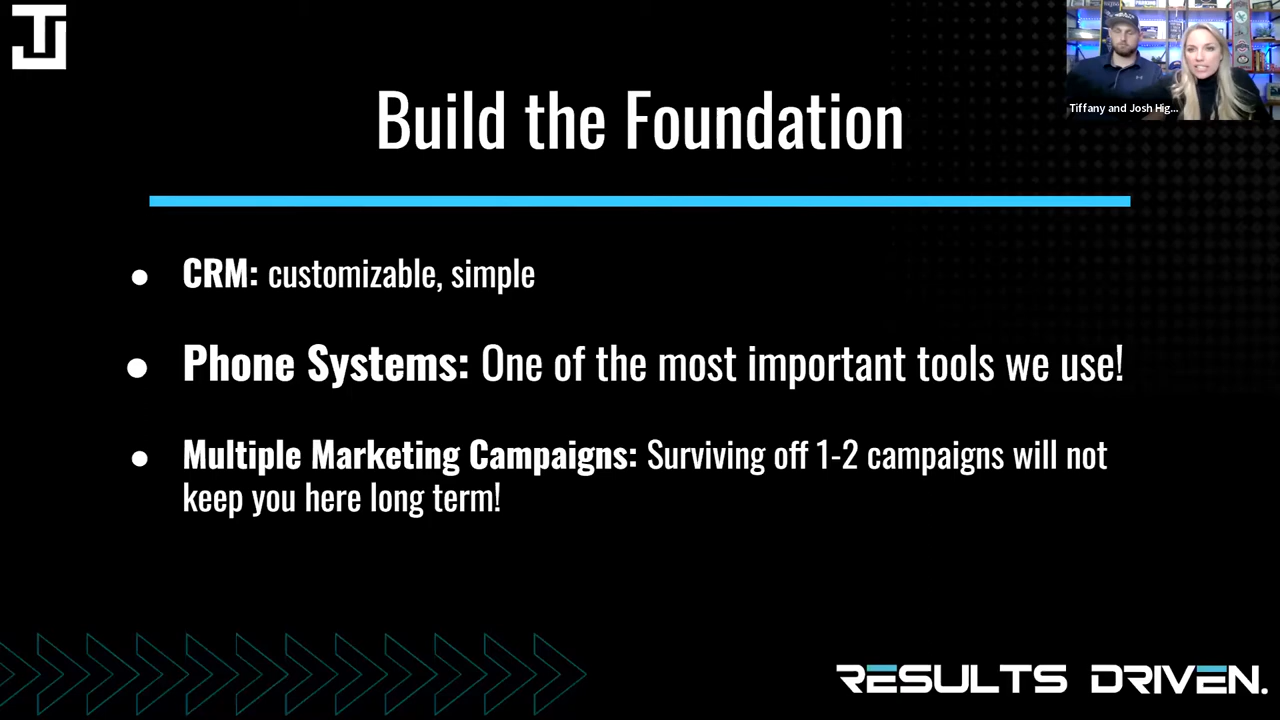 TJ
Tiffany and Josh Hig...
Build the Foundation
● CRM: customizable, simple
● Phone Systems: One of the most important tools we use!
● Multiple Marketing Campaigns: Surviving off 1-2 campaigns will not
keep you here long term!
RESULTS DRIVEN.